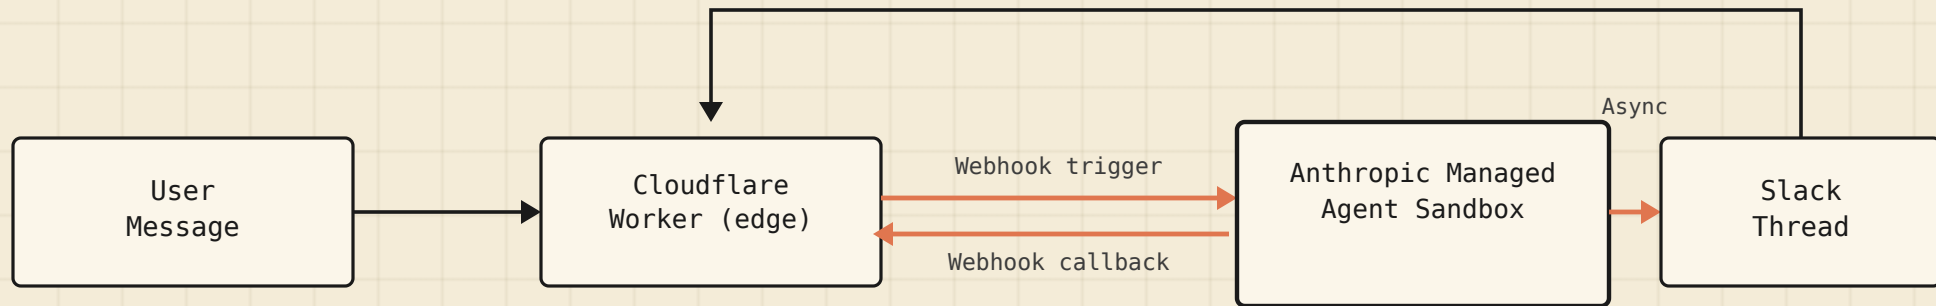 User
Message
Cloudflare
Worker (edge)
Webhook trigger
Webhook callback
Anthropic Managed
Agent Sandbox
Async
Slack
Thread